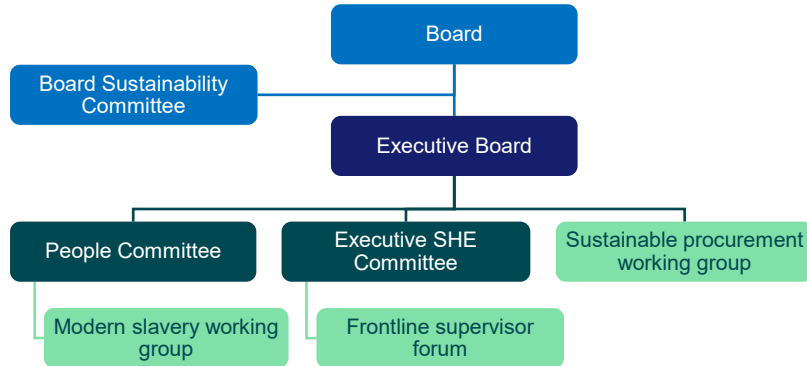 Board
Board Sustainability
Committee
Executive Board
People Committee
Executive SHE
Committee
Sustainable procurement
working group
Modern slavery working
group
Frontline supervisor
forum